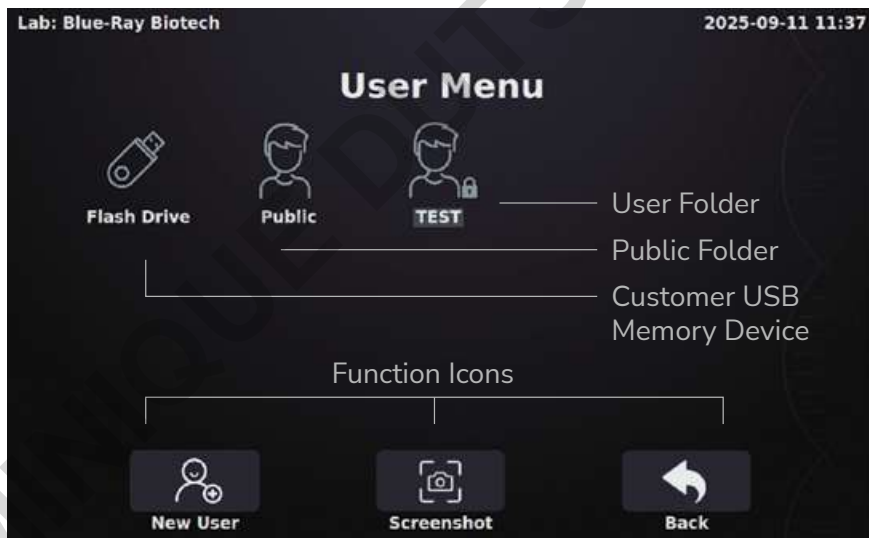 Lab: Blue-Ray Biotech 2025-09-11 11:37
User Menu
Flash Drive Public TEST
User Folder
Public Folder
Customer USB
Memory Device
Function Icons
New User Screenshot Back